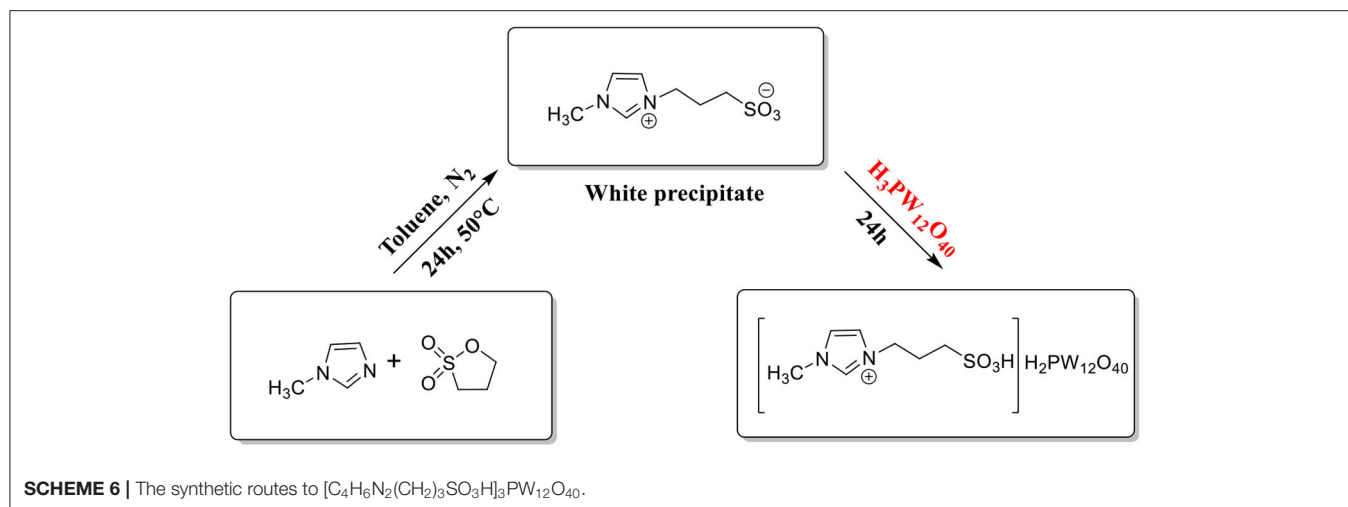 SO₃
⊖
H₃C
N
N
⊕
White precipitate
Toluene, N₂
24h, 50°C
H₃PW₁₂O₄₀
24h
H₃C
N
N
+
O
S
O
O
H₃C
N
N
⊕
SO₃H
H₂PW₁₂O₄₀
SCHEME 6 | The synthetic routes to [C₄H₆N₂(CH₂)₃SO₃H]₃PW₁₂O₄₀.